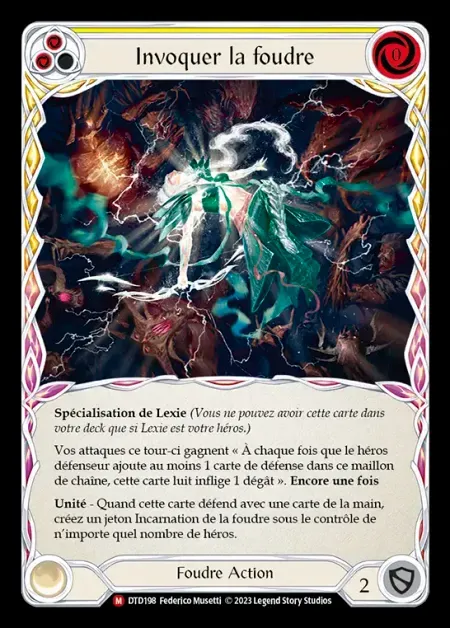 Invoquer la foudre
0
Spécialisation de Lexie (Vous ne pouvez avoir cette carte dans
votre deck que si Lexie est votre héros.)
Vos attaques ce tour-ci gagnent « À chaque fois que le héros
défenseur ajoute au moins 1 carte de défense dans ce maillon
de chaîne, cette carte luit inflige 1 dégât ». Encore une fois
Unité - Quand cette carte défend avec une carte de la main,
créez un jeton Incarnation de la foudre sous le contrôle de
n'importe quel nombre de héros.
Foudre Action
2
M DTD198 Federico Musetti © 2023 Legend Story Studios